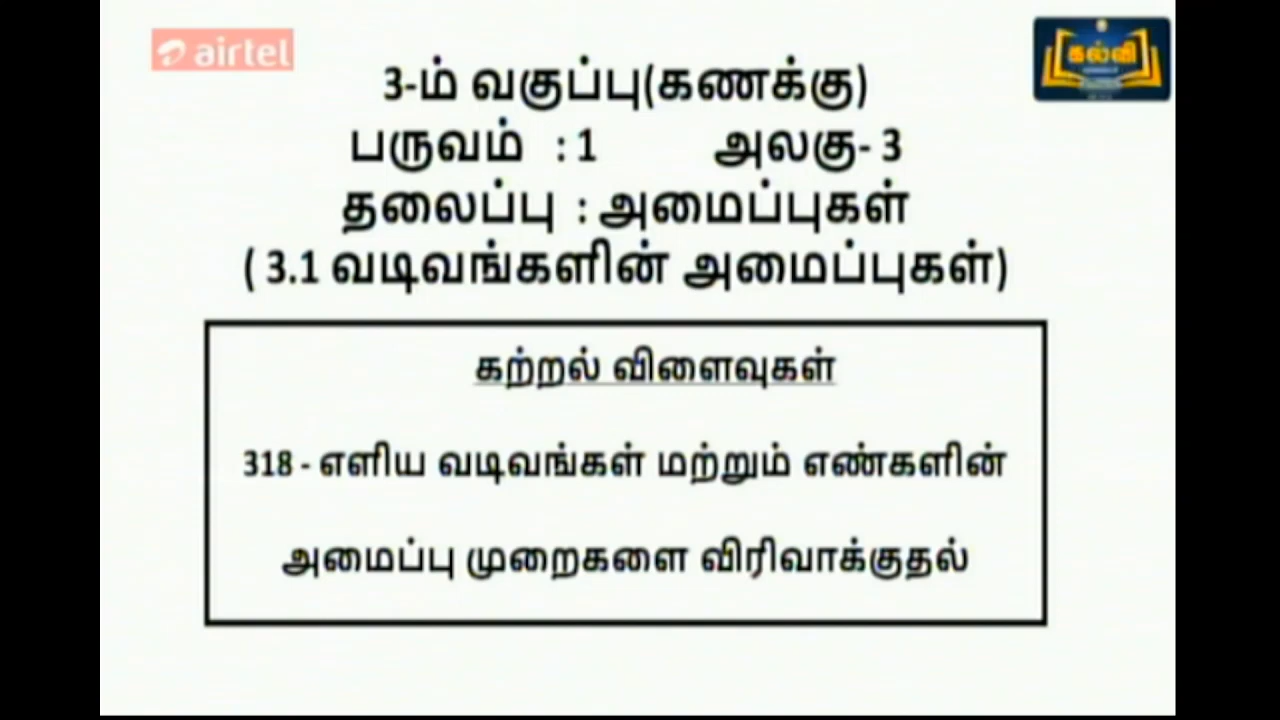 airtel
கல்வி
3-ம் வகுப்பு(கணக்கு)
பருவம் : 1 அலகு- 3
தலைப்பு : அமைப்புகள்
( 3.1 வடிவங்களின் அமைப்புகள்)
கற்றல் விளைவுகள்
318 - எளிய வடிவங்கள் மற்றும் எண்களின்
அமைப்பு முறைகளை விரிவாக்குதல்